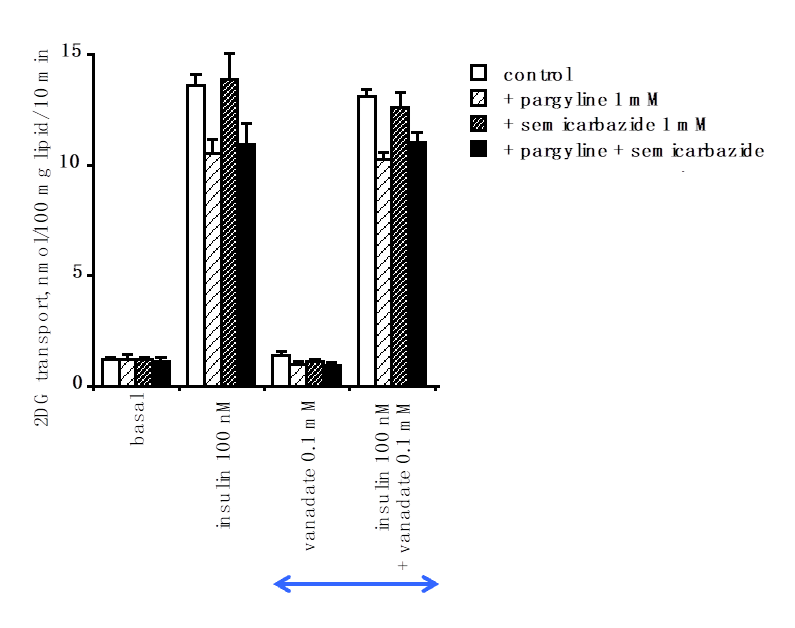 2DG transport, nmol/100 mg lipid/10 min
15
10
5
0
basal
insulin 100 nM
vanadate 0.1 mM
insulin 100 nM
+ vanadate 0.1 mM
control
+ pargyline 1 mM
+ semicarbazide 1 mM
+ pargyline + semicarbazide